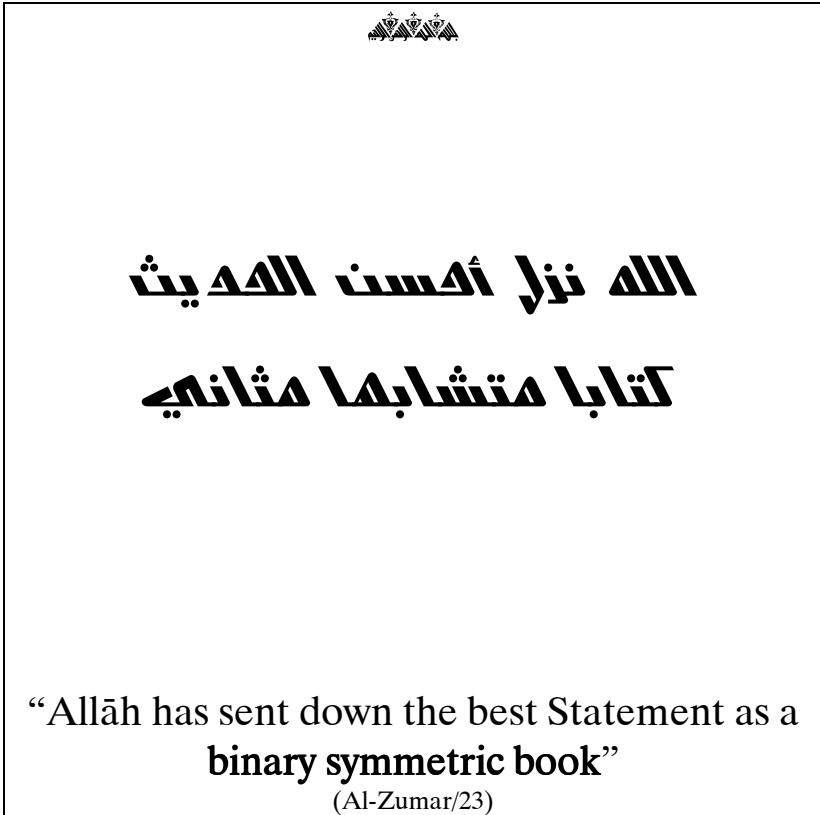 الله نزل أحسن الحديث
كتابا متشابها مثاني
“Allāh has sent down the best Statement as a
binary symmetric book”
(Al-Zumar/23)